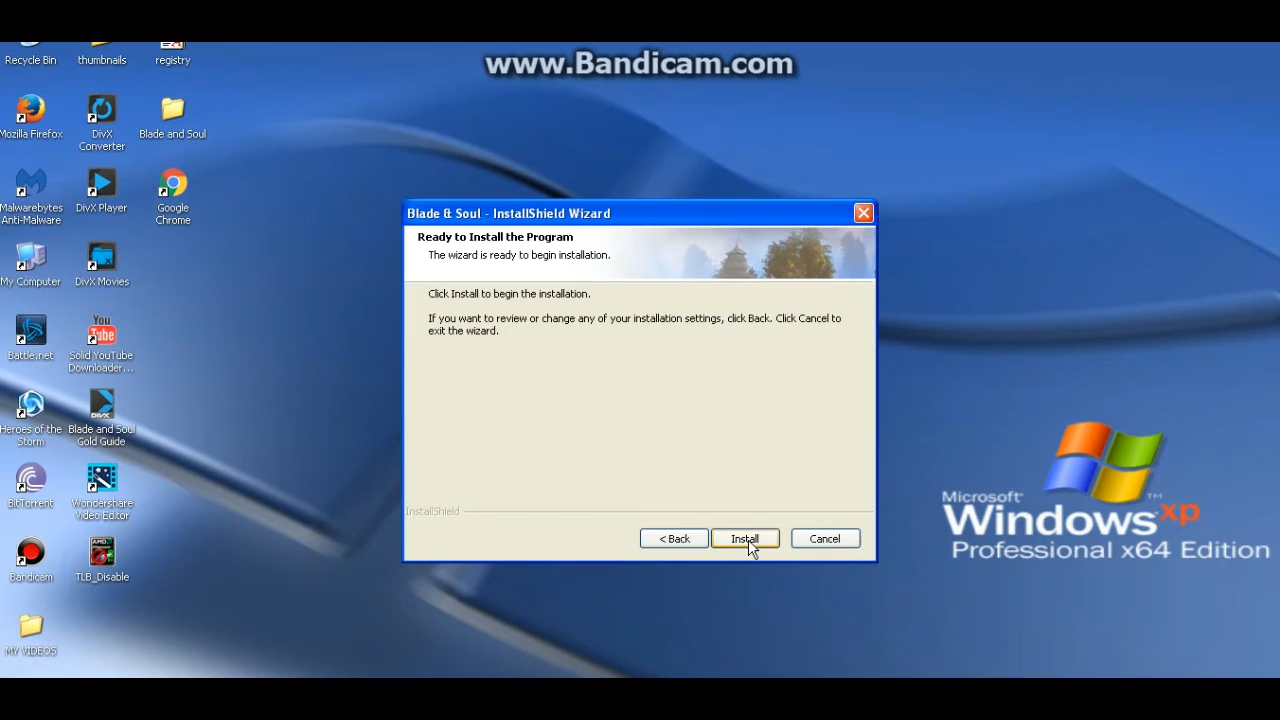 www.Bandicam.com
Recycle Bin
thumbnails
registry
Mozilla Firefox
DivX
Converter
Blade and Soul
Malwarebytes
Anti-Malware
DivX Player
Google
Chrome
My Computer
DivX Movies
Battle.net
You
Tube
Solid YouTube
Downloader...
Heroes of the
Storm
DIVX
Blade and Soul
Gold Guide
BitTorrent
Wondershare
Video Editor
Bandicam
AMD
TLB_Disable
MY VIDEOS
Blade & Soul - InstallShield Wizard
Ready to Install the Program
The wizard is ready to begin installation.
Click Install to begin the installation.
If you want to review or change any of your installation settings, click Back. Click Cancel to
exit the wizard.
InstallShield
< Back
Install
Cancel
Microsoft®
Windows xp ™
Professional x64 Edition